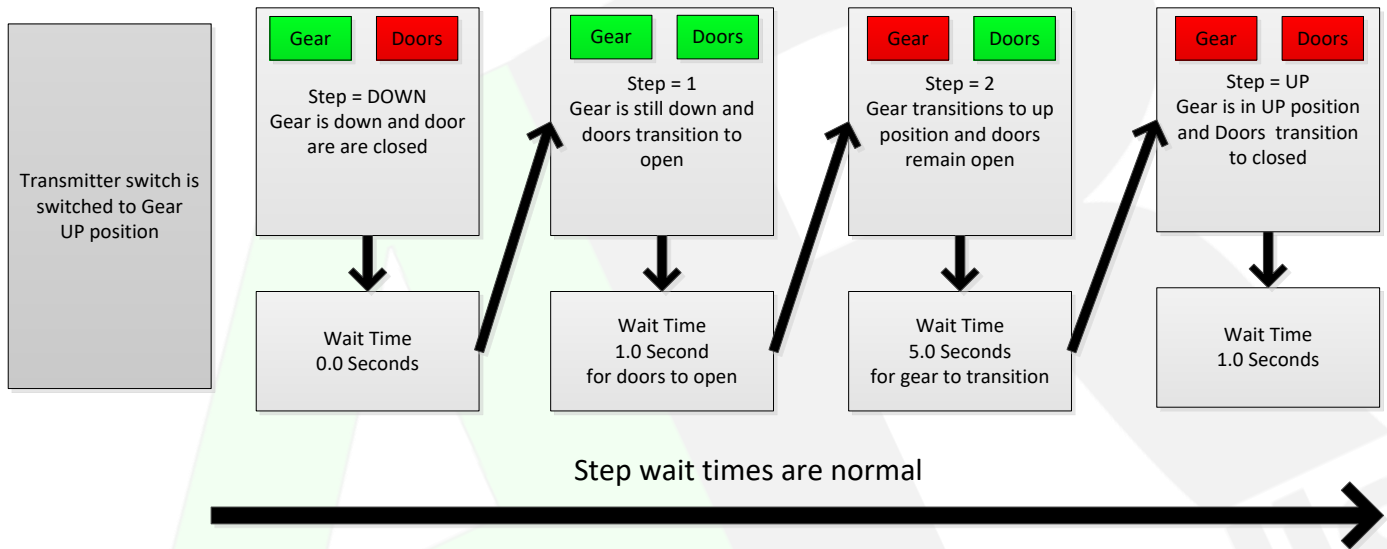 Transmitter switch is
switched to Gear
UP position
Gear Doors
Step = DOWN
Gear is down and door
are are closed
Wait Time
0.0 Seconds
Gear Doors
Step = 1
Gear is still down and
doors transition to
open
Wait Time
1.0 Second
for doors to open
Gear Doors
Step = 2
Gear transitions to up
position and doors
remain open
Wait Time
5.0 Seconds
for gear to transition
Gear Doors
Step = UP
Gear is in UP position
and Doors transition
to closed
Wait Time
1.0 Seconds
Step wait times are normal